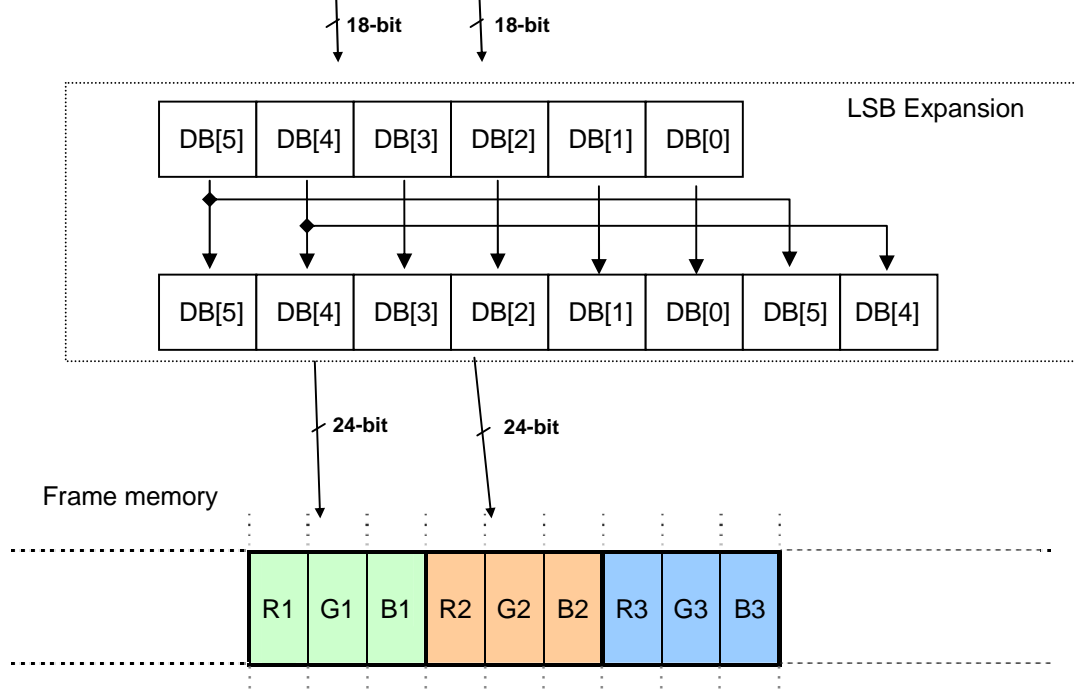 18-bit 18-bit
LSB Expansion
DB[5] DB[4] DB[3] DB[2] DB[1] DB[0]
DB[5] DB[4] DB[3] DB[2] DB[1] DB[0] DB[5] DB[4]
24-bit 24-bit
Frame memory
R1 G1 B1 R2 G2 B2 R3 G3 B3